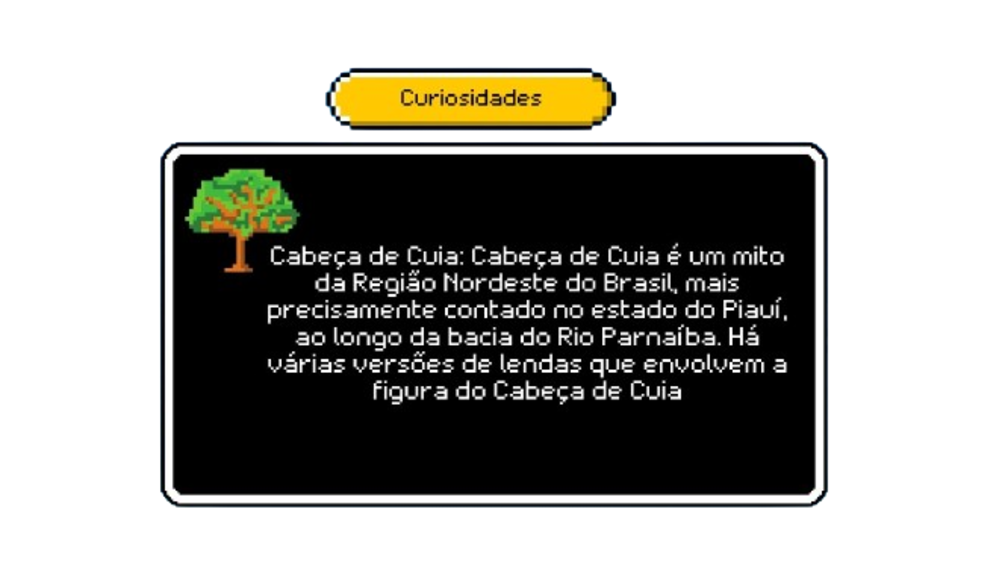 Curiosidades
Cabeça de Cuia: Cabeça de Cuia é um mito
da Região Nordeste do Brasil, mais
precisamente contado no estado do Piauí,
ao longo da bacia do Rio Parnaíba. Há
várias versões de lendas que envolvem a
figura do Cabeça de Cuia